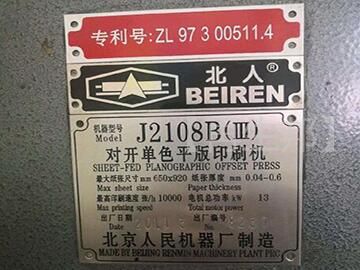 专利号:ZL 97 3 00511.4
北人®
BEIREN
机器型号 J2108B(III)
Model
对开单色平版印刷机
SHEET-FED PLANOGRAPHIC OFFSET PRESS
最大纸张尺寸 mm 650x920 纸张厚度 mm 0.04-0.6
Max sheet size Paper thickness
最高印刷速度 张/h 10000 电机总功率 kW 13
Max printing speed Total motor power
出厂日期 出厂编号
北京人民机器厂制造
MADE BY BEIJING RENMIN MACHINERY PLANT PRC